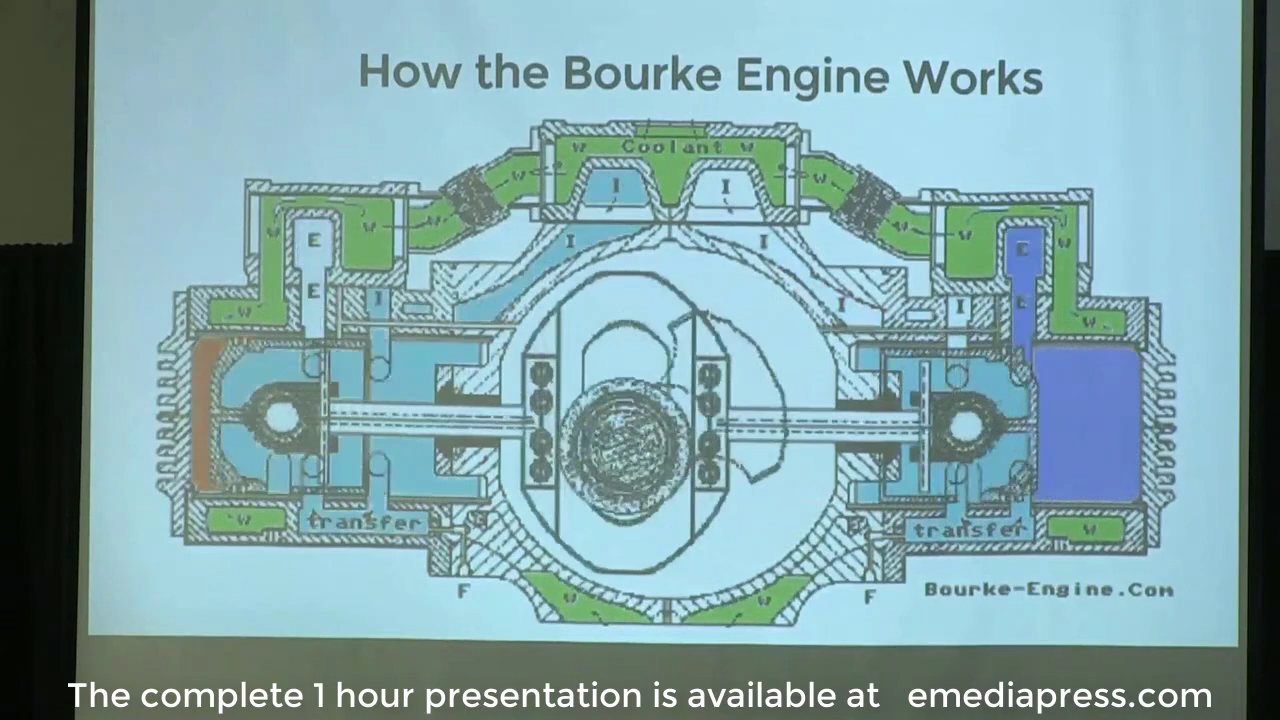 How the Bourke Engine Works
W Coolant W
W I I W
W W E W W E W
E I I I I I E
W W
transfer transfer
W W
F F
W W
Bourke-Engine.Com
The complete 1 hour presentation is available at emediapress.com